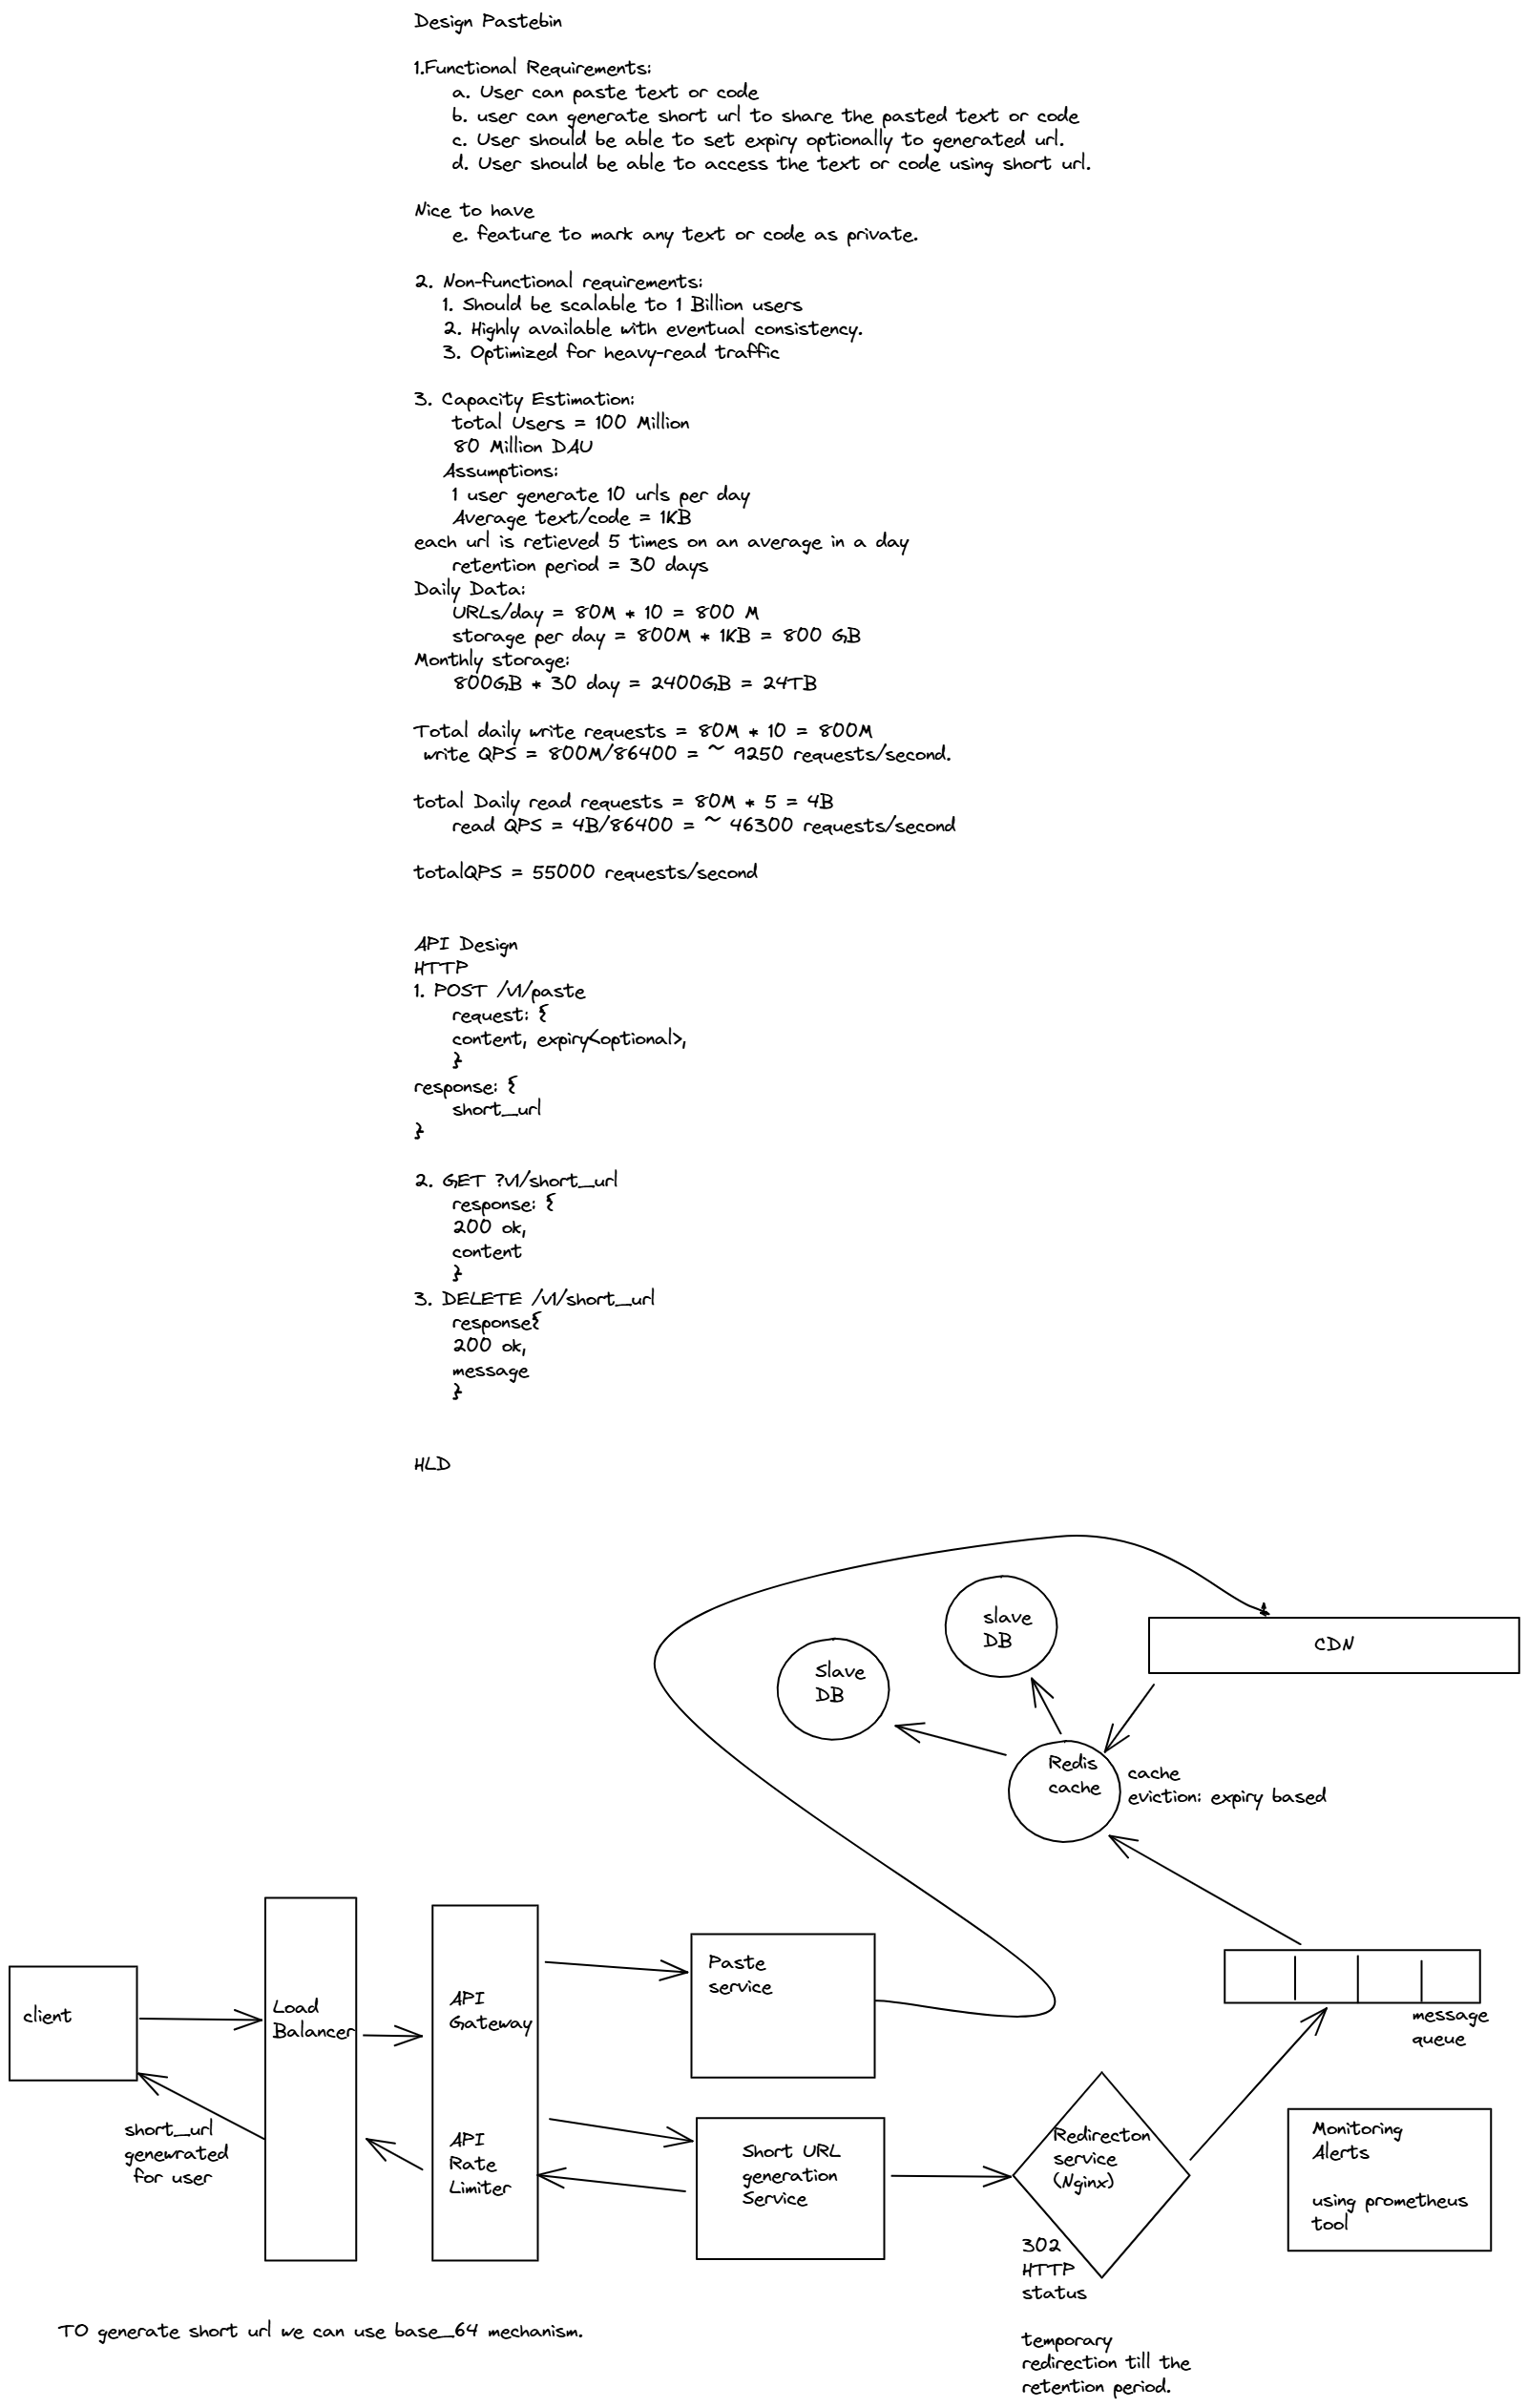 Design Pastebin
1.Functional Requirements:
a. User can paste text or code
b. user can generate short url to share the pasted text or code
c. User should be able to set expiry optionally to generated url.
d. User should be able to access the text or code using short url.
Nice to have
e. feature to mark any text or code as private.
2. Non-functional requirements:
1. Should be scalable to 1 Billion users
2. Highly available with eventual consistency.
3. Optimized for heavy-read traffic
3. Capacity Estimation:
total Users = 100 Million
80 Million DAU
Assumptions:
1 user generate 10 urls per day
Average text/code = 1KB
each url is retieved 5 times on an average in a day
retention period = 30 days
Daily Data:
URLs/day = 80M * 10 = 800 M
storage per day = 800M * 1KB = 800 GB
Monthly storage:
800GB * 30 day = 2400GB = 24TB
Total daily write requests = 80M * 10 = 800M
write QPS = 800M/86400 = ~ 9250 requests/second.
total Daily read requests = 80M * 5 = 4B
read QPS = 4B/86400 = ~ 46300 requests/second
totalQPS = 55000 requests/second
API Design
HTTP
1. POST /v1/paste
request: {
content, expiry<optional>,
}
response: {
short_url
}
2. GET ?v1/short_url
response: {
200 ok,
content
}
3. DELETE /v1/short_url
response{
200 ok,
message
}
HLD
slave
DB
CDN
Slave
DB
Redis
cache
cache
eviction: expiry based
Paste
service
client
Load
Balancer
API
Gateway
message
queue
short_url
genewrated
for user
API
Rate
Limiter
Short URL
generation
Service
Redirecton
service
(Nginx)
Monitoring
Alerts
using prometheus
tool
302
HTTP
status
TO generate short url we can use base_64 mechanism.
temporary
redirection till the
retention period.